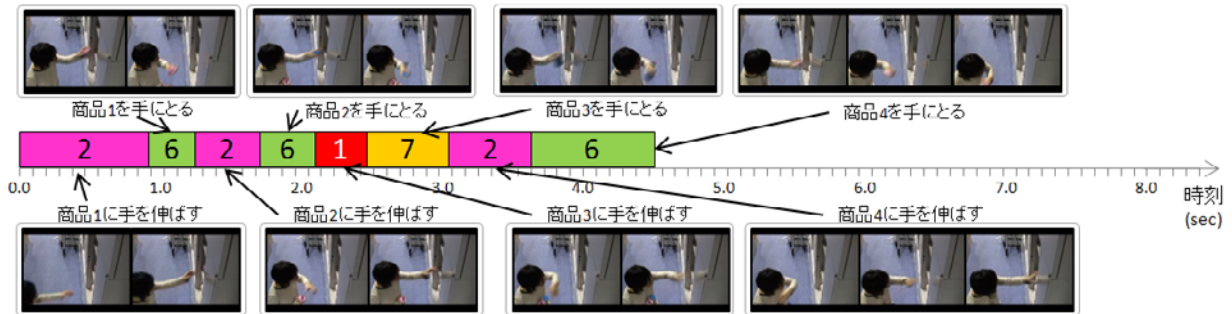 商品1を手にとる
商品2を手にとる
商品3を手にとる
商品4を手にとる
2 6 2 6 1 7 2 6
0.0 1.0 2.0 3.0 4.0 5.0 6.0 7.0 8.0 時刻
(sec)
商品1に手を伸ばす
商品2に手を伸ばす
商品3に手を伸ばす
商品4に手を伸ばす